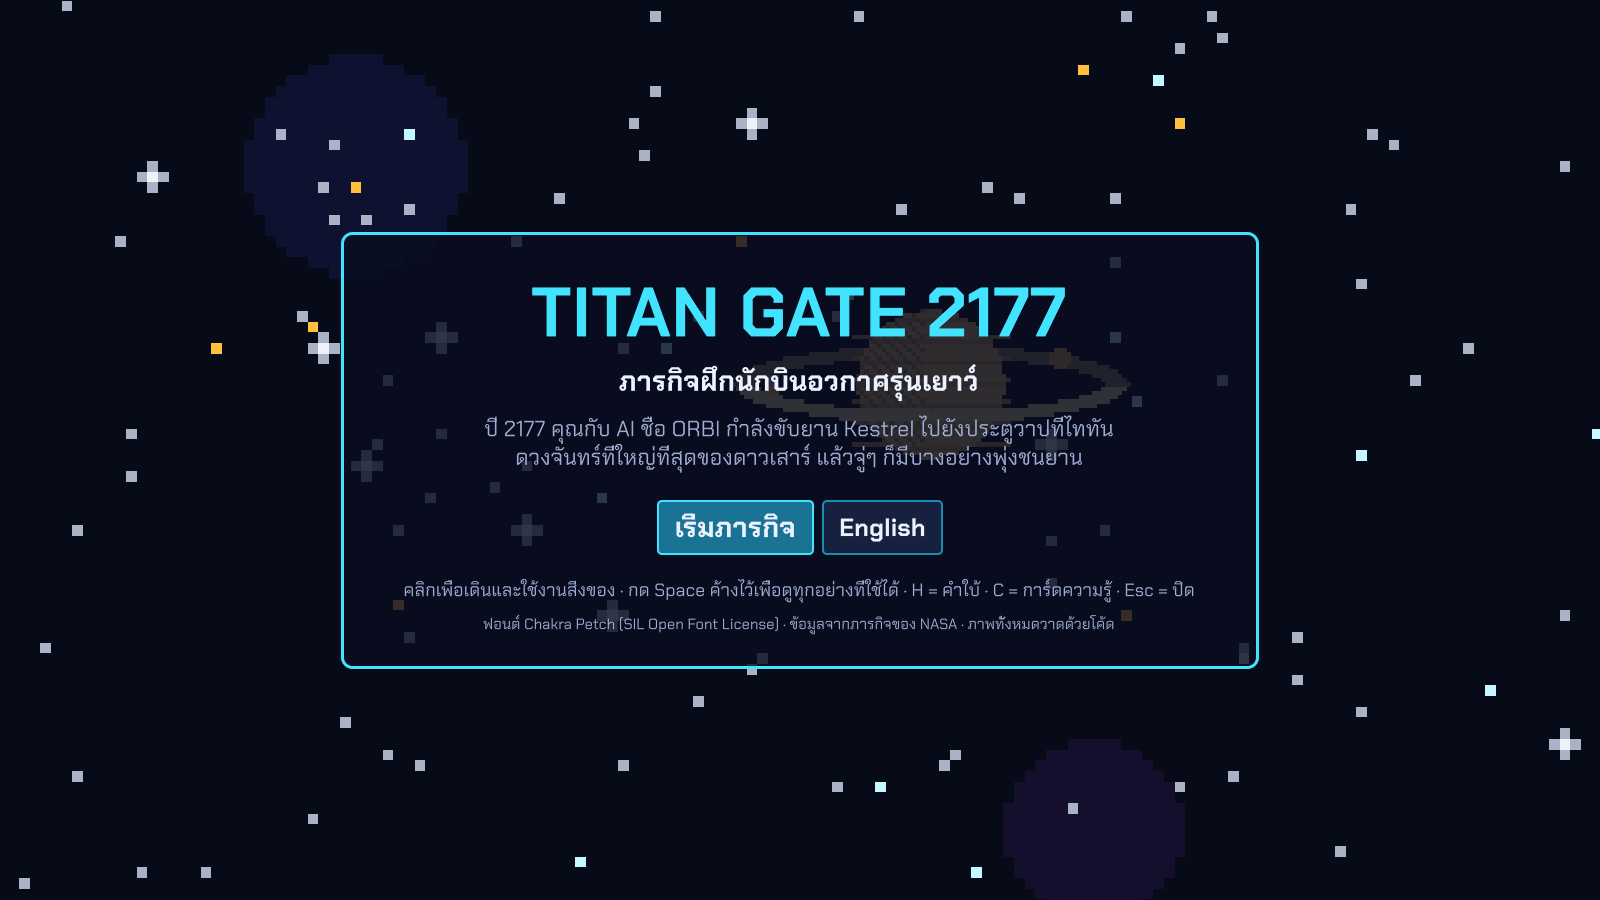 TITAN GATE 2177
ภารกิจฝึกนักบินอวกาศรุ่นเยาว์
ปี 2177 คุณกับ AI ชื่อ ORBI กำลังขับยาน Kestrel ไปยังประตูวาปที่ไททัน
ดวงจันทร์ที่ใหญ่ที่สุดของดาวเสาร์ แล้วจู่ๆ ก็มีบางอย่างพุ่งชนยาน
เริ่มภารกิจ
English
คลิกเพื่อเดินและใช้งานสิ่งของ · กด Space ค้างไว้เพื่อดูทุกอย่างที่ใช้ได้ · H = คำใบ้ · C = การ์ดความรู้ · Esc = ปิด
ฟอนต์ Chakra Petch (SIL Open Font License) · ข้อมูลจากภารกิจของ NASA · ภาพทั้งหมดวาดด้วยโค้ด